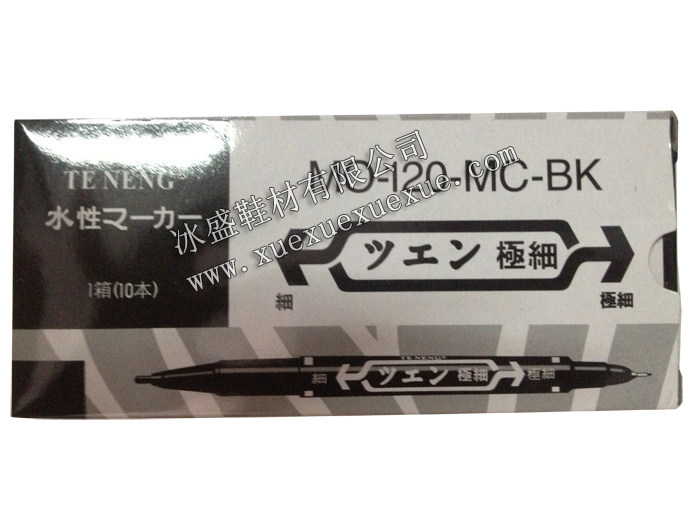 TE NENG
水性マーカー
1箱(10本)
MO-120-MC-BK
ツエン 極細
細
極細
TE NENG
細
ツエン 極細
極細
冰盛鞋材有限公司
www.xuexuexuexue.com